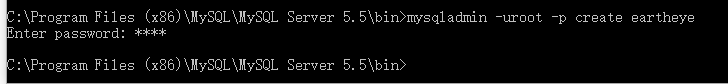 C:\Program Files (x86)\MySQL\MySQL Server 5.5\bin>mysqladmin -uroot -p create eartheye
Enter password: ****
C:\Program Files (x86)\MySQL\MySQL Server 5.5\bin>